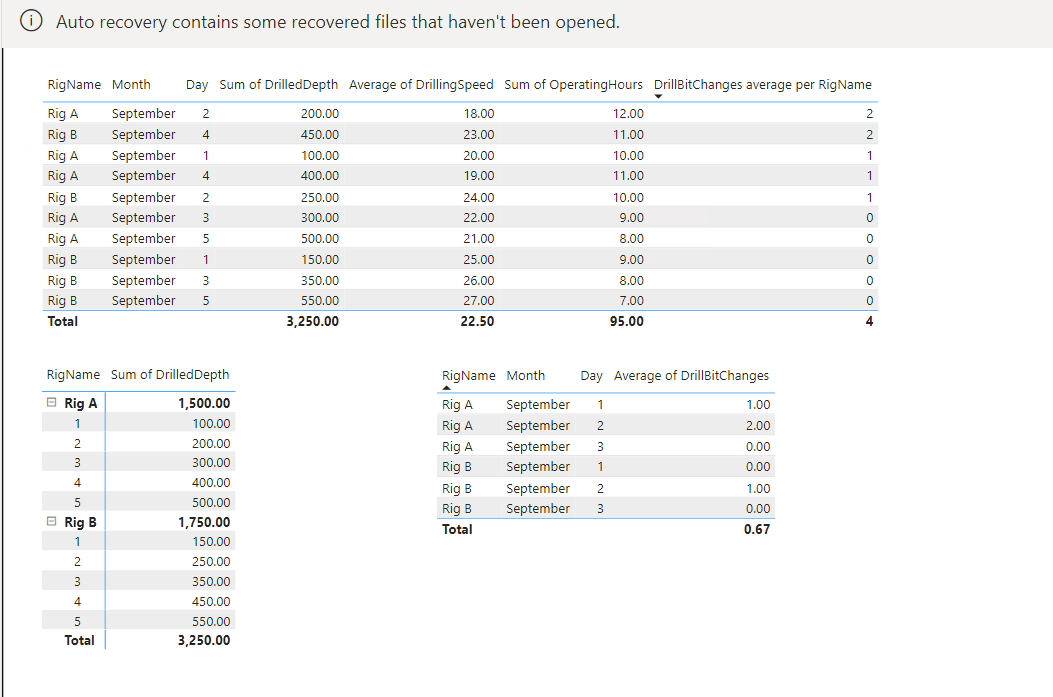 Auto recovery contains some recovered files that haven't been opened.
RigName Month Day Sum of DrilledDepth Average of DrillingSpeed Sum of OperatingHours DrillBitChanges average per RigName
Rig A September 2 200.00 18.00 12.00 2
Rig B September 4 450.00 23.00 11.00 2
Rig A September 1 100.00 20.00 10.00 1
Rig A September 4 400.00 19.00 11.00 1
Rig B September 2 250.00 24.00 10.00 1
Rig A September 3 300.00 22.00 9.00 0
Rig A September 5 500.00 21.00 8.00 0
Rig B September 1 150.00 25.00 9.00 0
Rig B September 3 350.00 26.00 8.00 0
Rig B September 5 550.00 27.00 7.00 0
Total 3,250.00 22.50 95.00 4
RigName Sum of DrilledDepth
Rig A 1,500.00
1 100.00
2 200.00
3 300.00
4 400.00
5 500.00
Rig B 1,750.00
1 150.00
2 250.00
3 350.00
4 450.00
5 550.00
Total 3,250.00
RigName Month Day Average of DrillBitChanges
Rig A September 1 1.00
Rig A September 2 2.00
Rig A September 3 0.00
Rig B September 1 0.00
Rig B September 2 1.00
Rig B September 3 0.00
Total 0.67